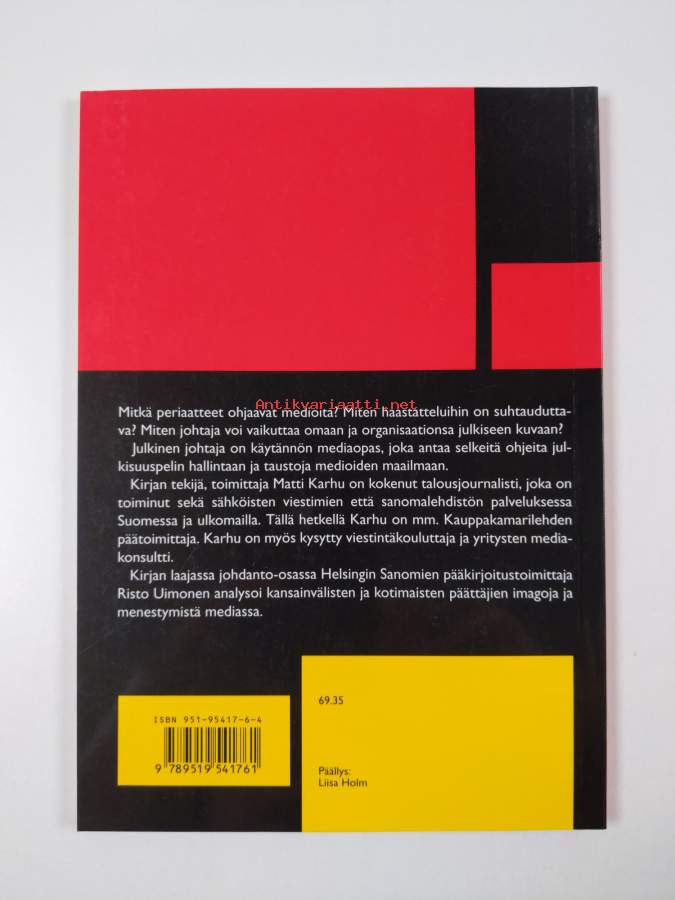 Antikvariaatti.net
Mitkä periaatteet ohjaavat medioita? Miten haastatteluihin on suhtauduttava-
va? Miten johtaja voi vaikuttaa omaan ja organisaationsa julkiseen kuvaan?
Julkinen johtaja on käytännön mediaopas, joka antaa selkeitä ohjeita jul-
kisuuspelin hallintaan ja taustoja medioiden maailmaan.
Kirjan tekijä, toimittaja Matti Karhu on kokenut talousjournalisti, joka on
toiminut sekä sähköisten viestimien että sanomalehdistön palveluksessa
Suomessa ja ulkomailla. Tällä hetkellä Karhu on mm. Kauppakamarilehden
päätoimittaja. Karhu on myös kysytty viestintäkouluttaja ja yritysten media-
konsultti.
Kirjan laajassa johdanto-osassa Helsingin Sanomien pääkirjoitustoimittaja
Risto Uimonen analysoi kansainvälisten ja kotimaisten päättäjien imagoja ja
menestymistä mediassa.
ISBN 951-95417-6-4
9 789519 541761
69.35
Päällys:
Liisa Holm